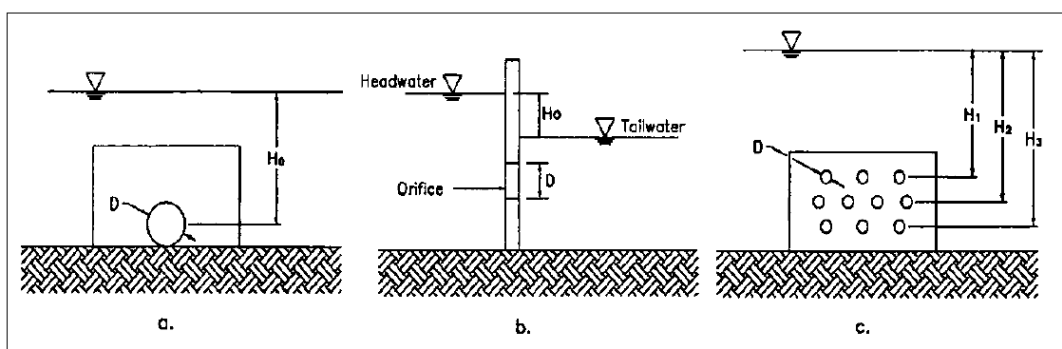 D
Ho
a.
Headwater
Ho
Tailwater
Orifice
D
b.
D
H1
H2
H3
c.